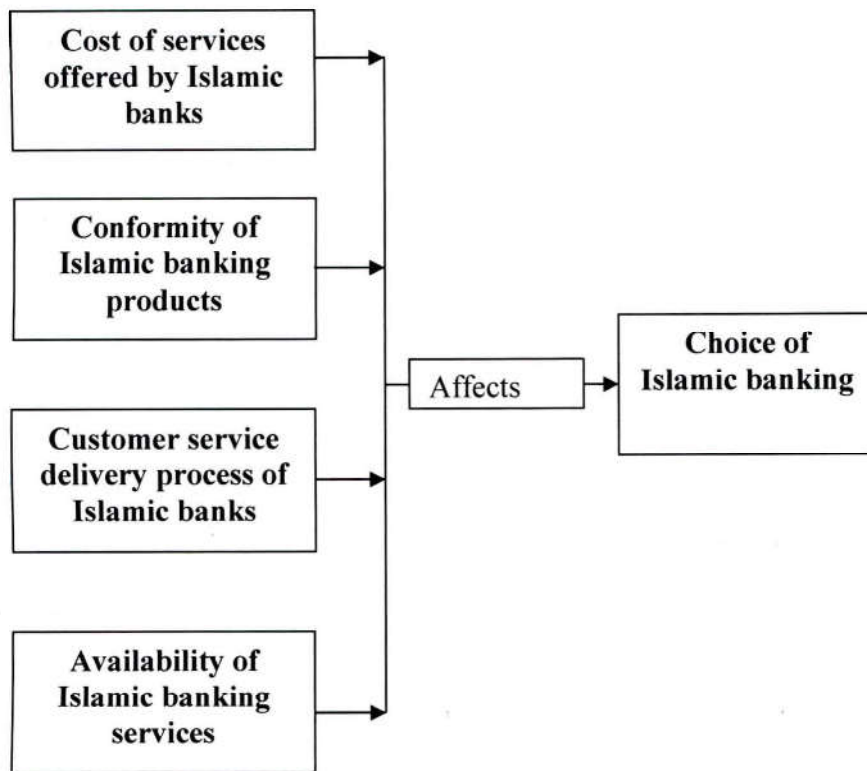 Cost of services
offered by Islamic
banks
Conformity of
Islamic banking
products
Customer service
delivery process of
Islamic banks
Availability of
Islamic banking
services
Affects
Choice of
Islamic banking